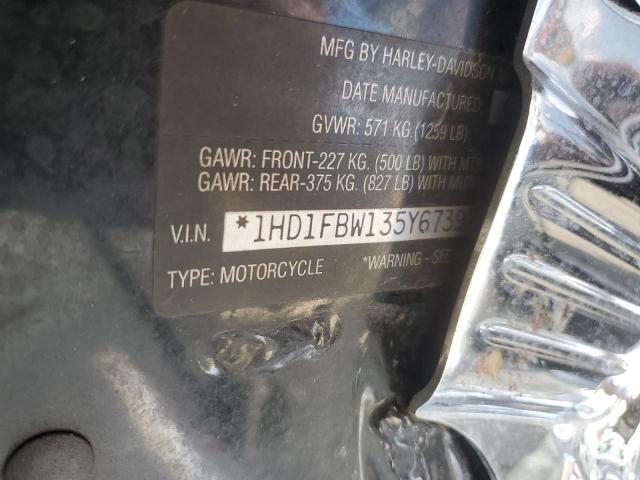 MFG BY HARLEY-DAVIDSON
DATE MANUFACTURED
GVWR: 571 KG. (1259 LB)
GAWR: FRONT-227 KG. (500 LB) WITH
GAWR: REAR-375 KG. (827 LB) WITH
V.I.N. *1HD1FBW135Y6739
TYPE: MOTORCYCLE *WARNING - SEE